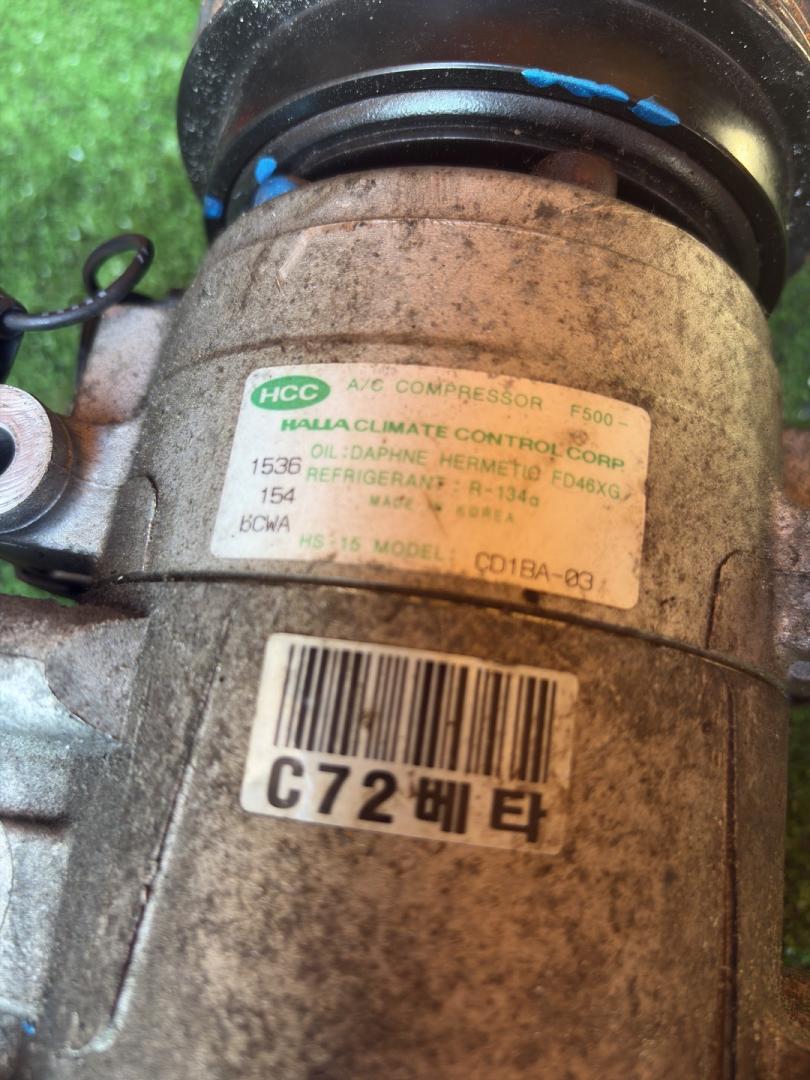 HCC A/C COMPRESSOR F500-
HALLA CLIMATE CONTROL CORP
OIL:DAPHNE HERMETIC FD46XG
1536 REFRIGERANT : R-134a
154 MADE IN KOREA
BCWA
HS-15 MODEL: CD1BA-03
C72베타